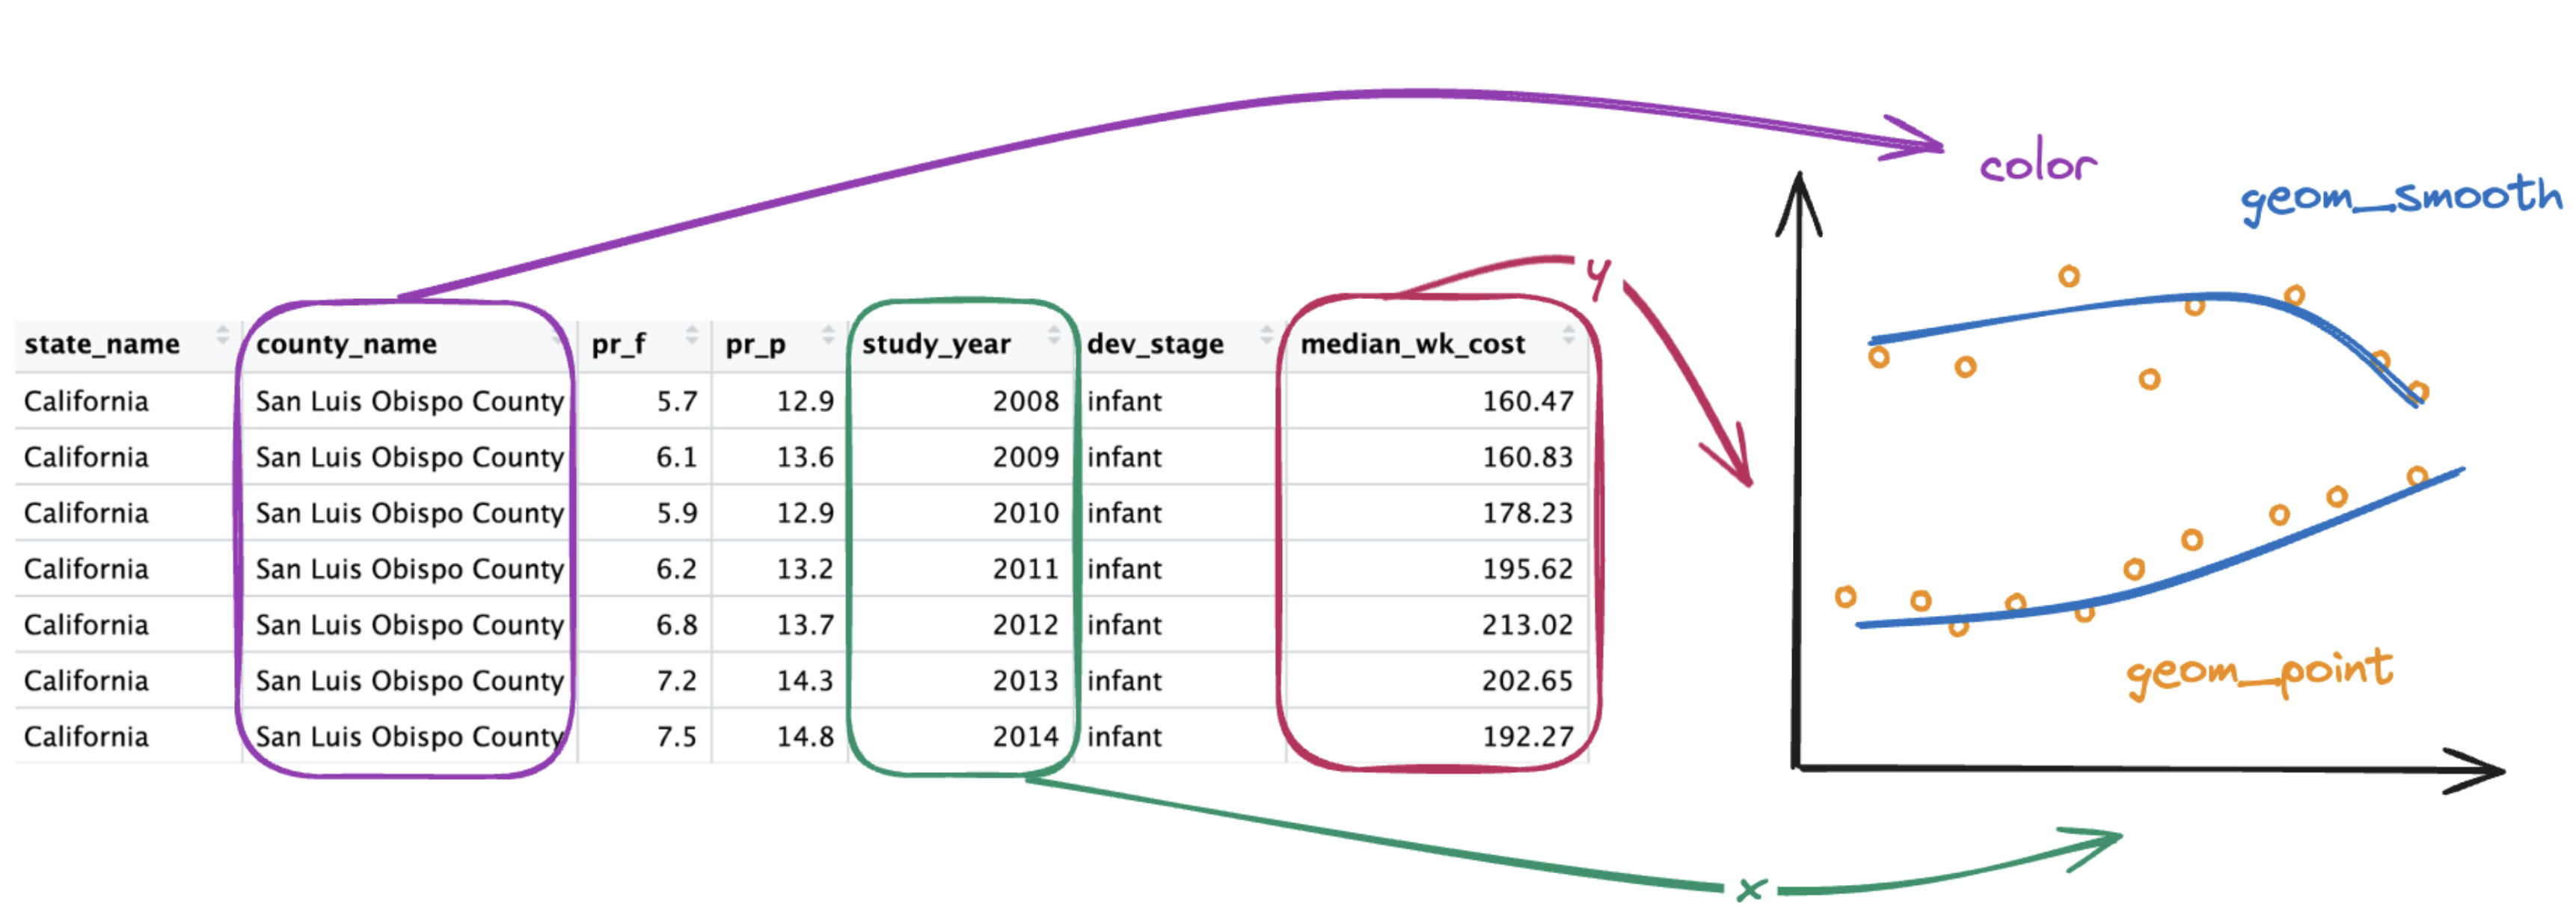 color
geom_smooth
y
state_name county_name pr_f pr_p study_year dev_stage median_wk_cost
California San Luis Obispo County 5.7 12.9 2008 infant 160.47
California San Luis Obispo County 6.1 13.6 2009 infant 160.83
California San Luis Obispo County 5.9 12.9 2010 infant 178.23
California San Luis Obispo County 6.2 13.2 2011 infant 195.62
California San Luis Obispo County 6.8 13.7 2012 infant 213.02
California San Luis Obispo County 7.2 14.3 2013 infant 202.65
California San Luis Obispo County 7.5 14.8 2014 infant 192.27
geom_point
x